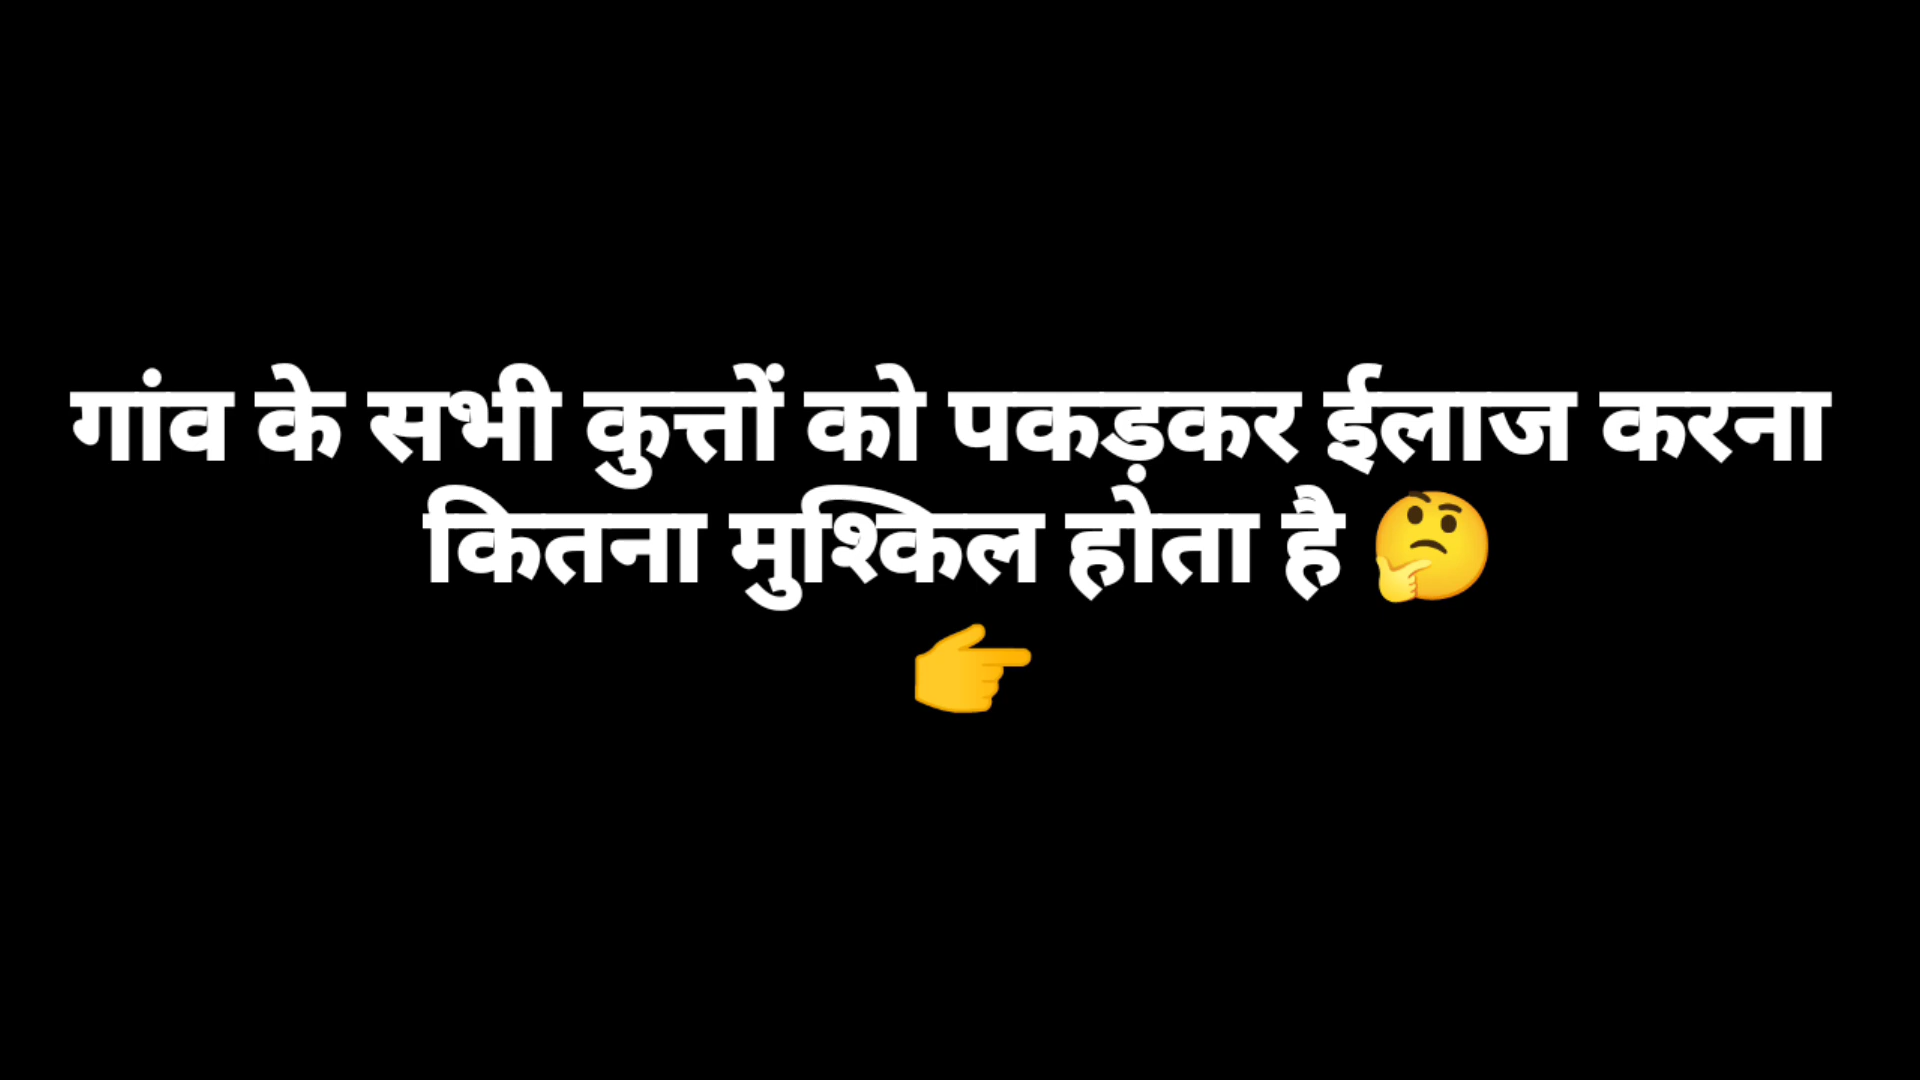 गांव के सभी कुत्तों को पकड़कर ईलाज करना
कितना मुश्किल होता है 🤔
👉